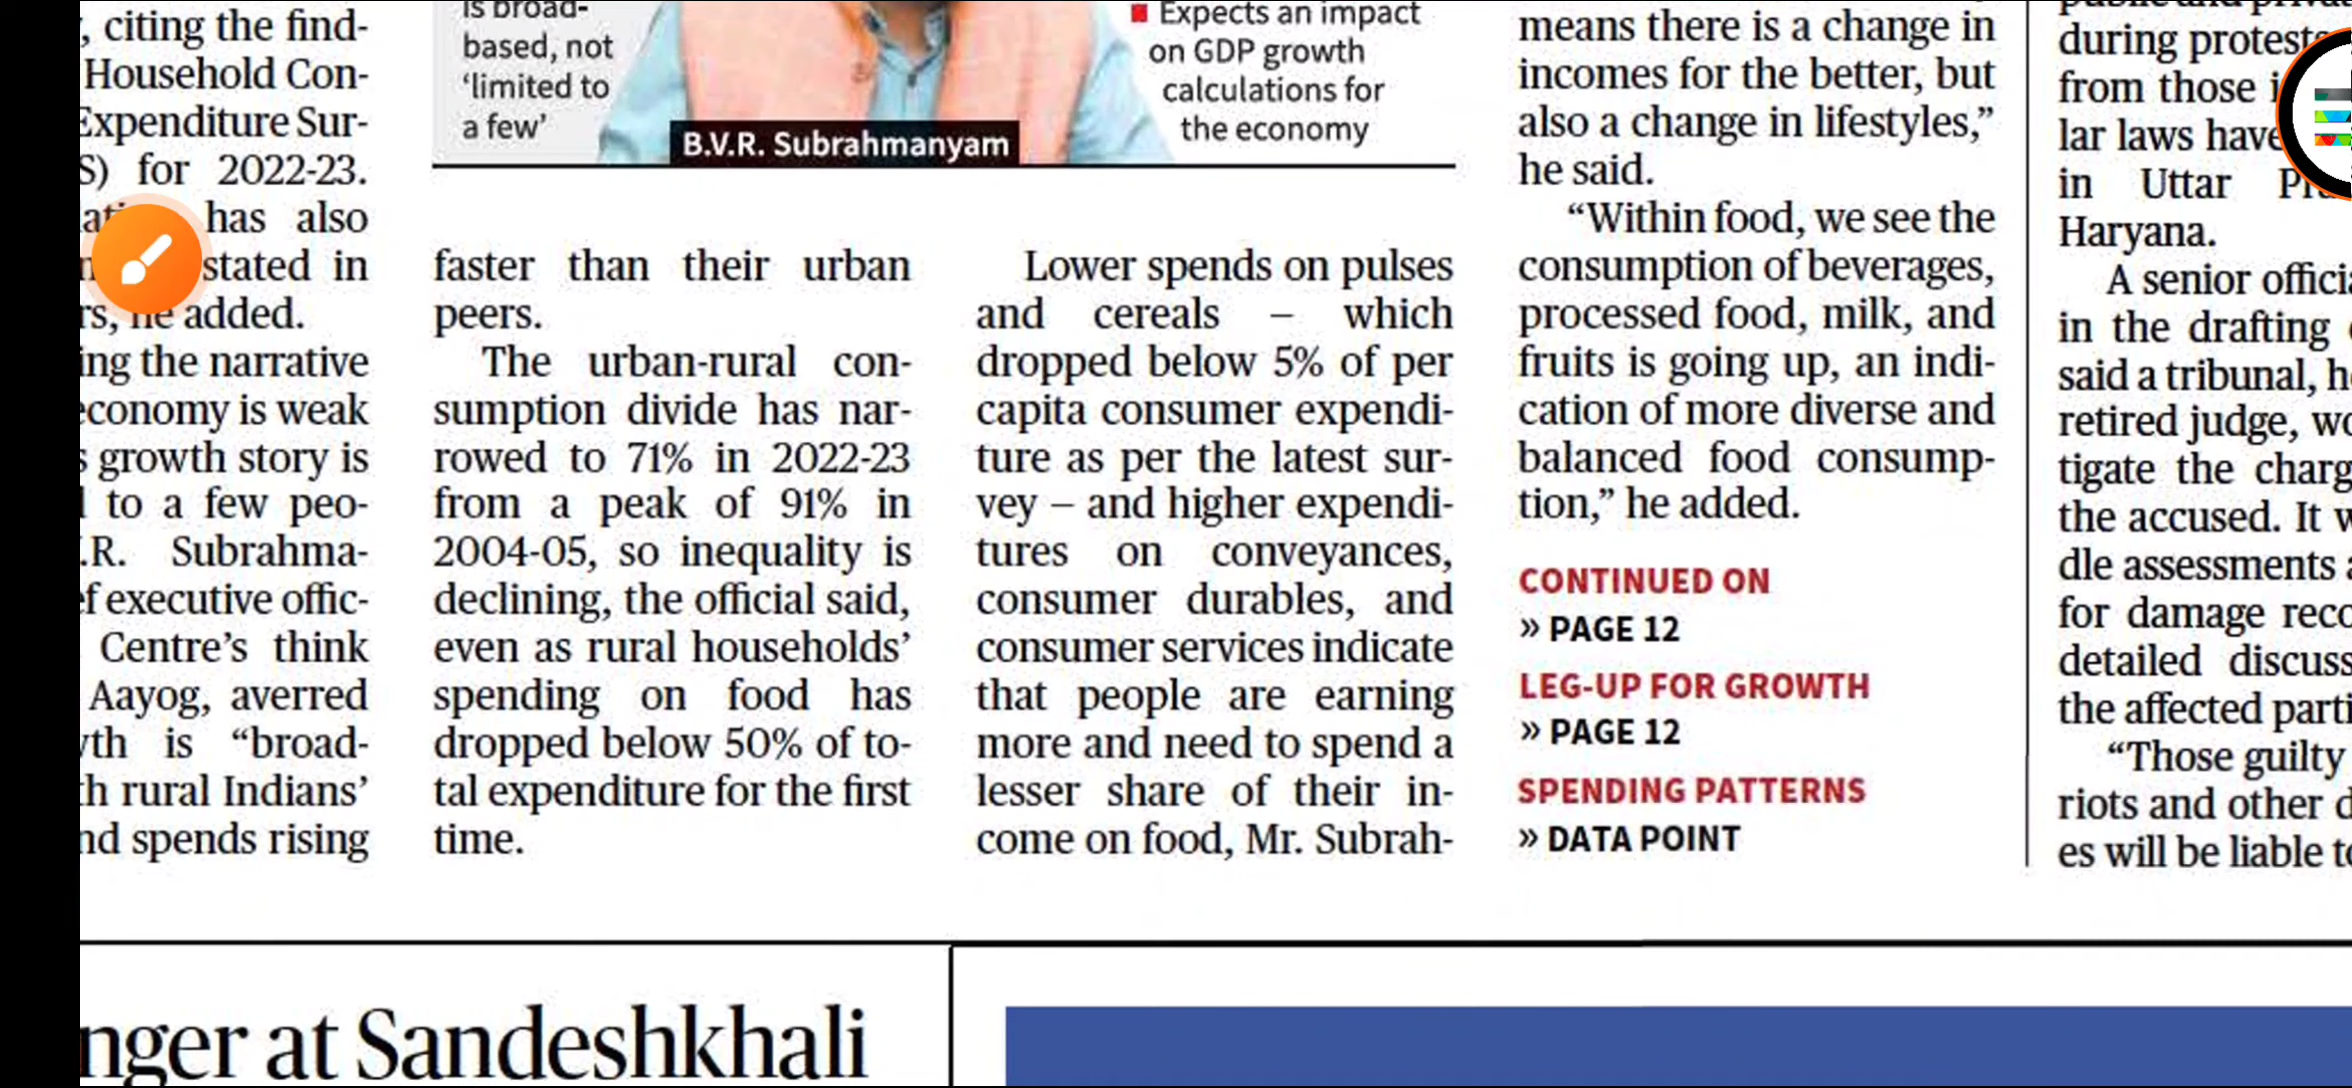 , citing the find-
Household Con-
Expenditure Sur-
S) for 2022-23.
has also
stated in
rs, he added.
ing the narrative
economy is weak
s growth story is
to a few peo-
.R. Subrahma-
ef executive offic-
Centre's think
Aayog, averred
th is “broad-
h rural Indians’
nd spends rising
is broad-
based, not
‘limited to
a few’
B.V.R. Subrahmanyam
■ Expects an impact
on GDP growth
calculations for
the economy
faster than their urban
peers.
The urban-rural con-
sumption divide has nar-
rowed to 71% in 2022-23
from a peak of 91% in
2004-05, so inequality is
declining, the official said,
even as rural households’
spending on food has
dropped below 50% of to-
tal expenditure for the first
time.
Lower spends on pulses
and cereals – which
dropped below 5% of per
capita consumer expendi-
ture as per the latest sur-
vey – and higher expendi-
tures on conveyances,
consumer durables, and
consumer services indicate
that people are earning
more and need to spend a
lesser share of their in-
come on food, Mr. Subrah-
means there is a change in
incomes for the better, but
also a change in lifestyles,”
he said.
“Within food, we see the
consumption of beverages,
processed food, milk, and
fruits is going up, an indi-
cation of more diverse and
balanced food consump-
tion,” he added.
CONTINUED ON
» PAGE 12
LEG-UP FOR GROWTH
» PAGE 12
SPENDING PATTERNS
» DATA POINT
during protests
from those
lar laws have
in Uttar
Haryana.
A senior
in the drafting
said a tribunal,
retired judge,
tigate the
the accused. It
dle assessments
for damage
detailed
the affected
“Those guilty
riots and other
es will be liable
nger at Sandeshkhali